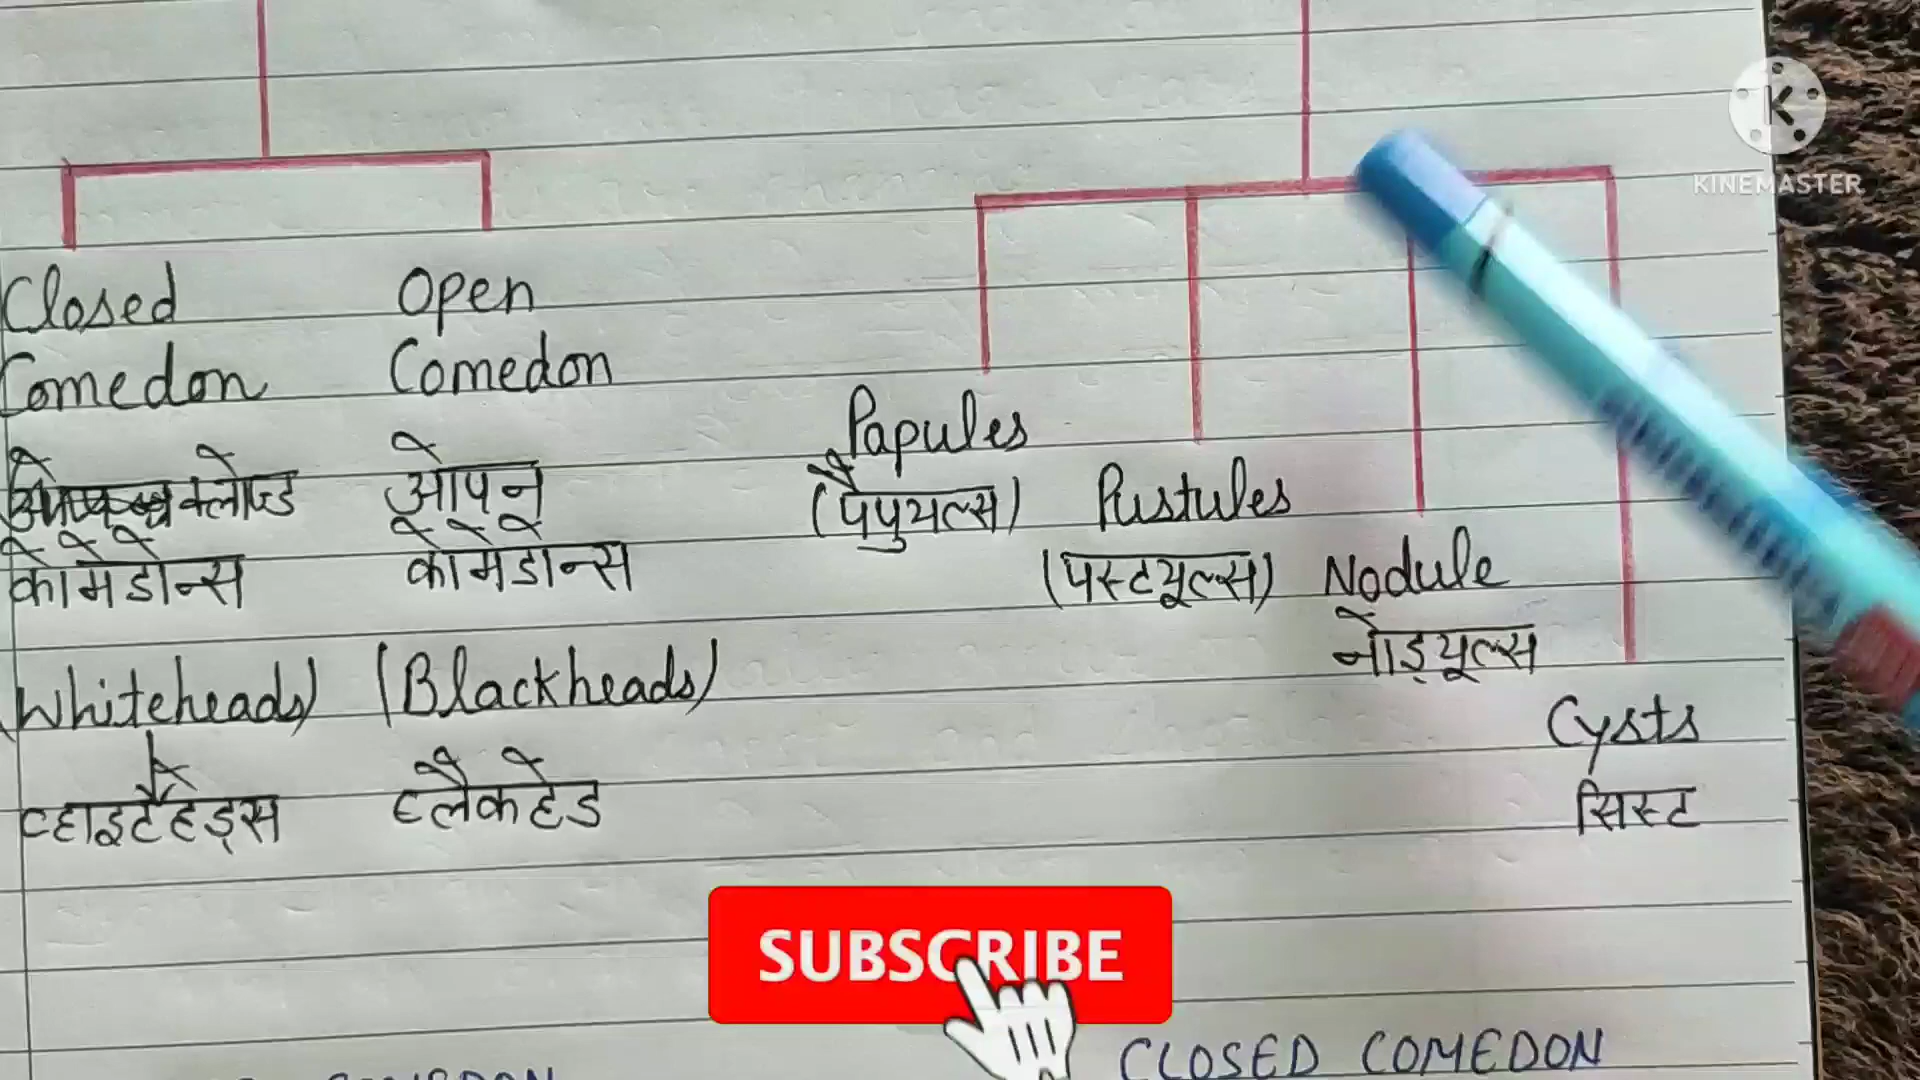 Closed
Comedon
क्लोज्ड
कोमेडोन्स
(Whiteheads)
व्हाइटहेड्स
Open
Comedon
ओपन
कोमेडोन्स
(Blackheads)
ब्लैकहेड
Papules
(पैपुयल्स)
Pustules
(पस्टयूल्स)
Nodule
नोड्यूल्स
Cysts
सिस्ट
KINEMASTER
SUBSCRIBE
CLOSED COMEDON